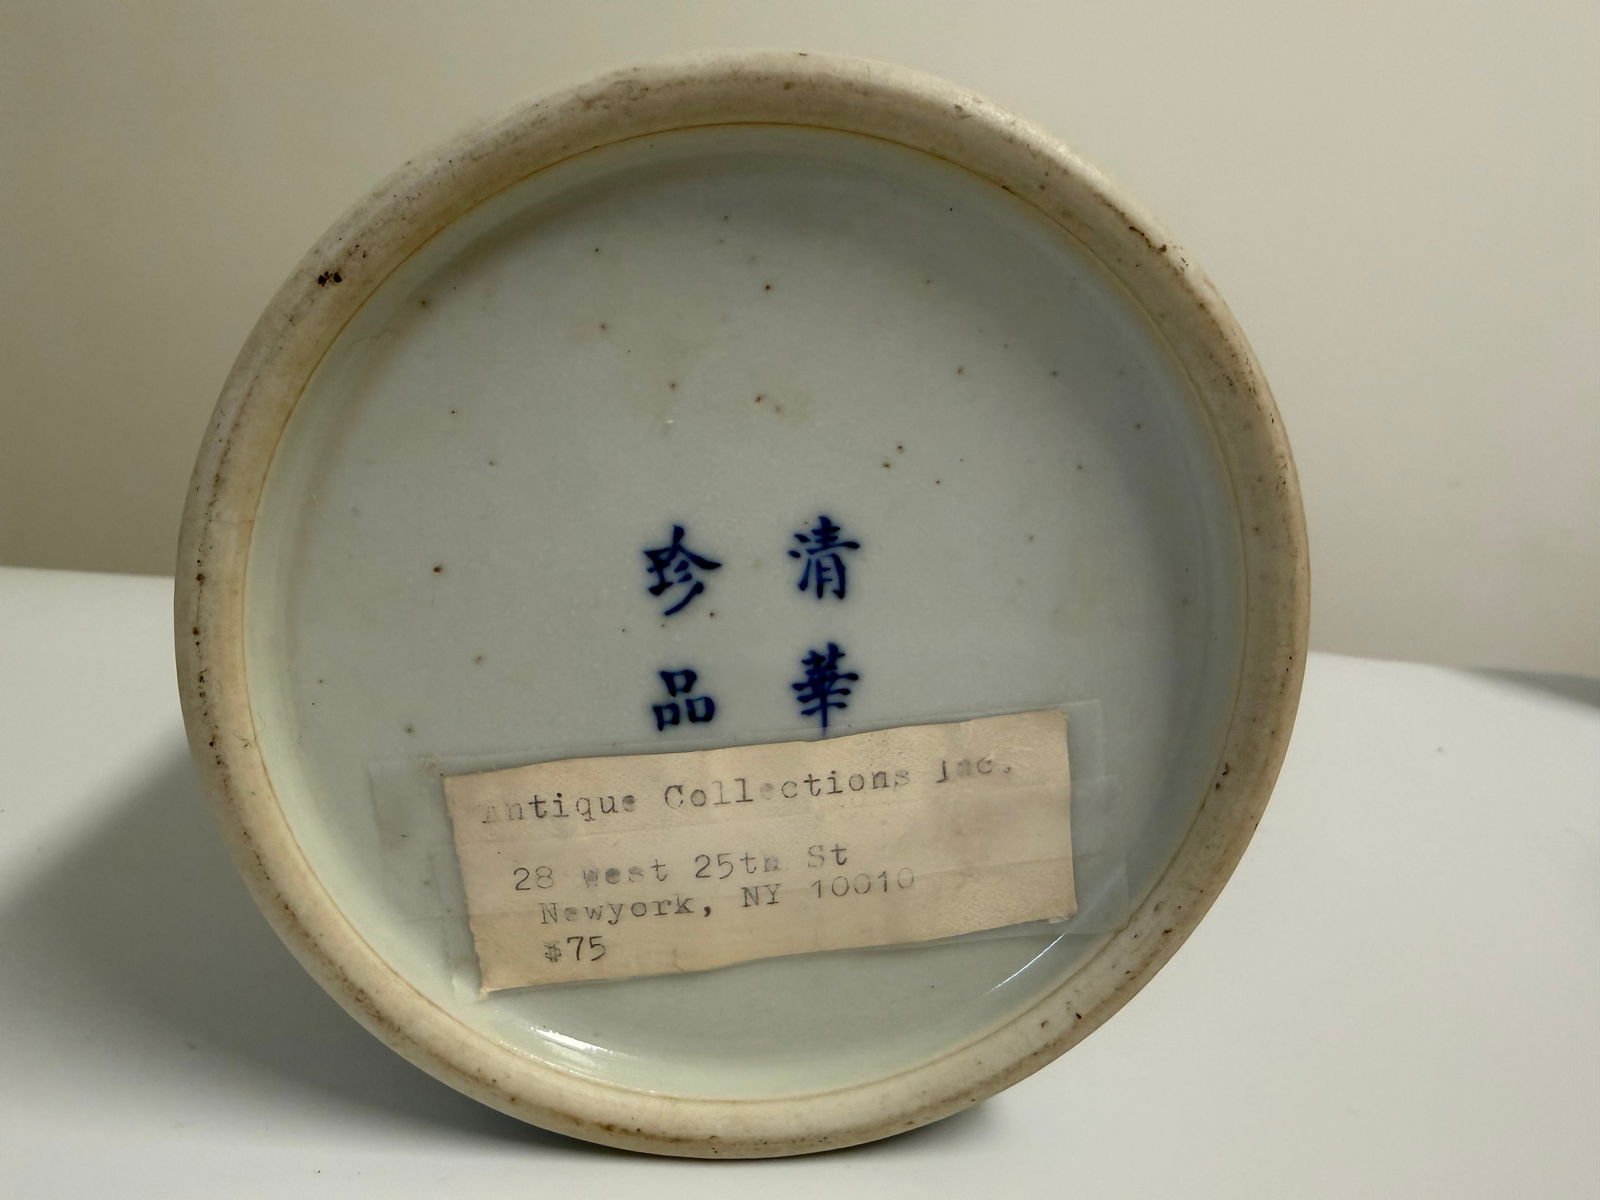 清華
珍品
Antique Collections Inc.
28 west 25th St
Newyork, NY 10010
$75